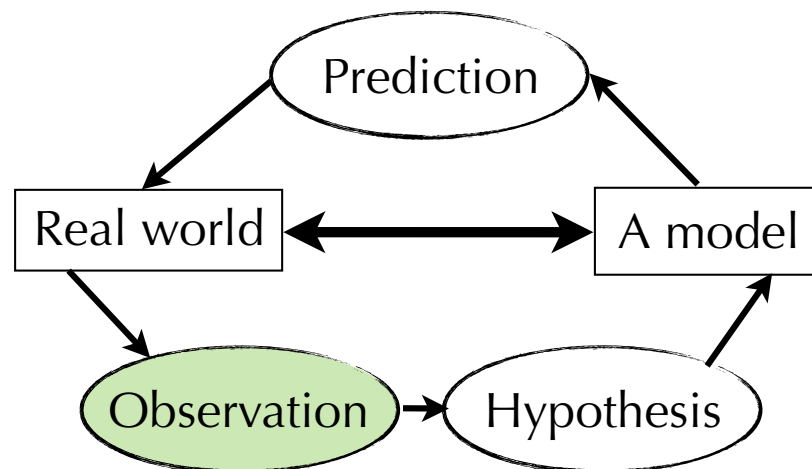 Prediction
Real world
A model
Observation
Hypothesis